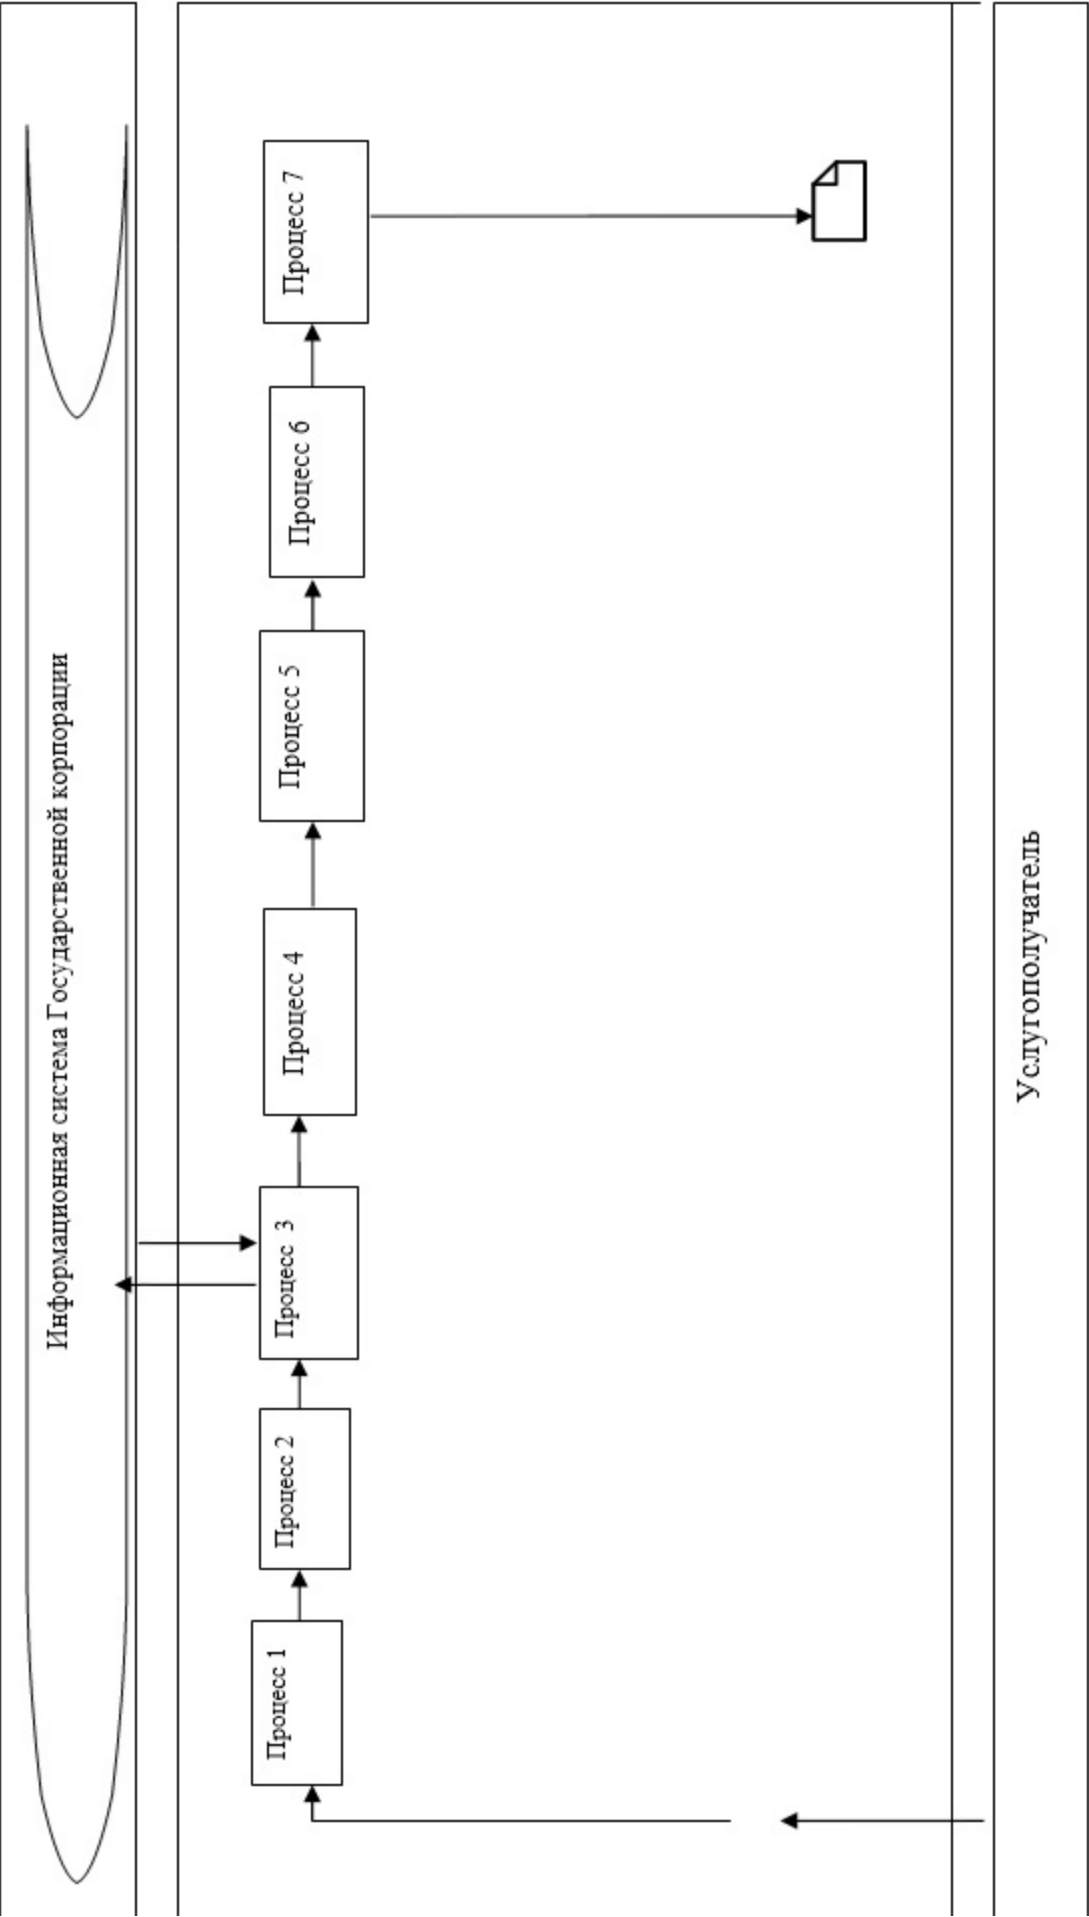 Информационная система Государственной корпорации
Процесс 1
Процесс 2
Процесс 3
Процесс 4
Процесс 5
Процесс 6
Процесс 7
Услугополучатель